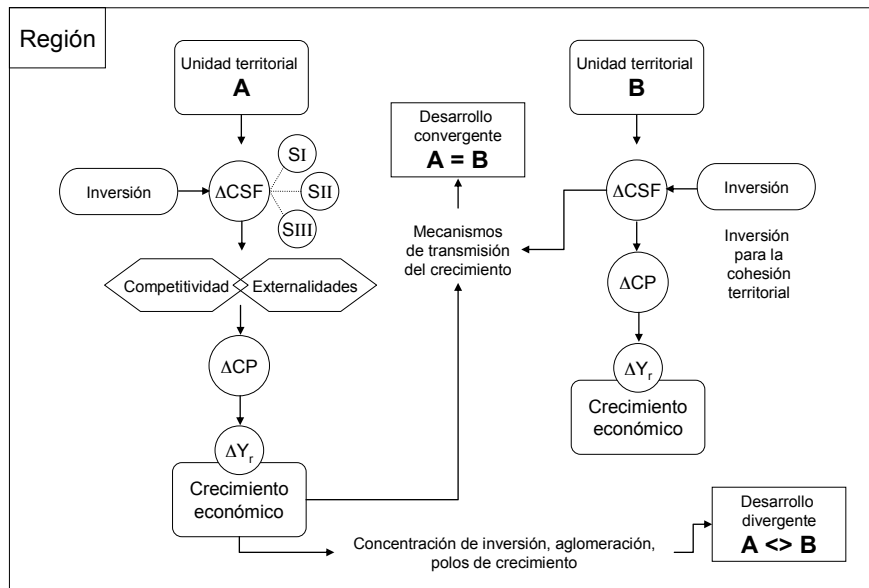 Región
Unidad territorial
A
Inversión
ΔCSF
SI
SII
SIII
Competitividad
Externalidades
ΔCP
ΔYr
Crecimiento
económico
Desarrollo
convergente
A = B
Mecanismos
de transmisión
del crecimiento
Unidad territorial
B
ΔCSF
Inversión
Inversión
para la
cohesión
territorial
ΔCP
ΔYr
Crecimiento
económico
Concentración de inversión, aglomeración,
polos de crecimiento
Desarrollo
divergente
A <> B